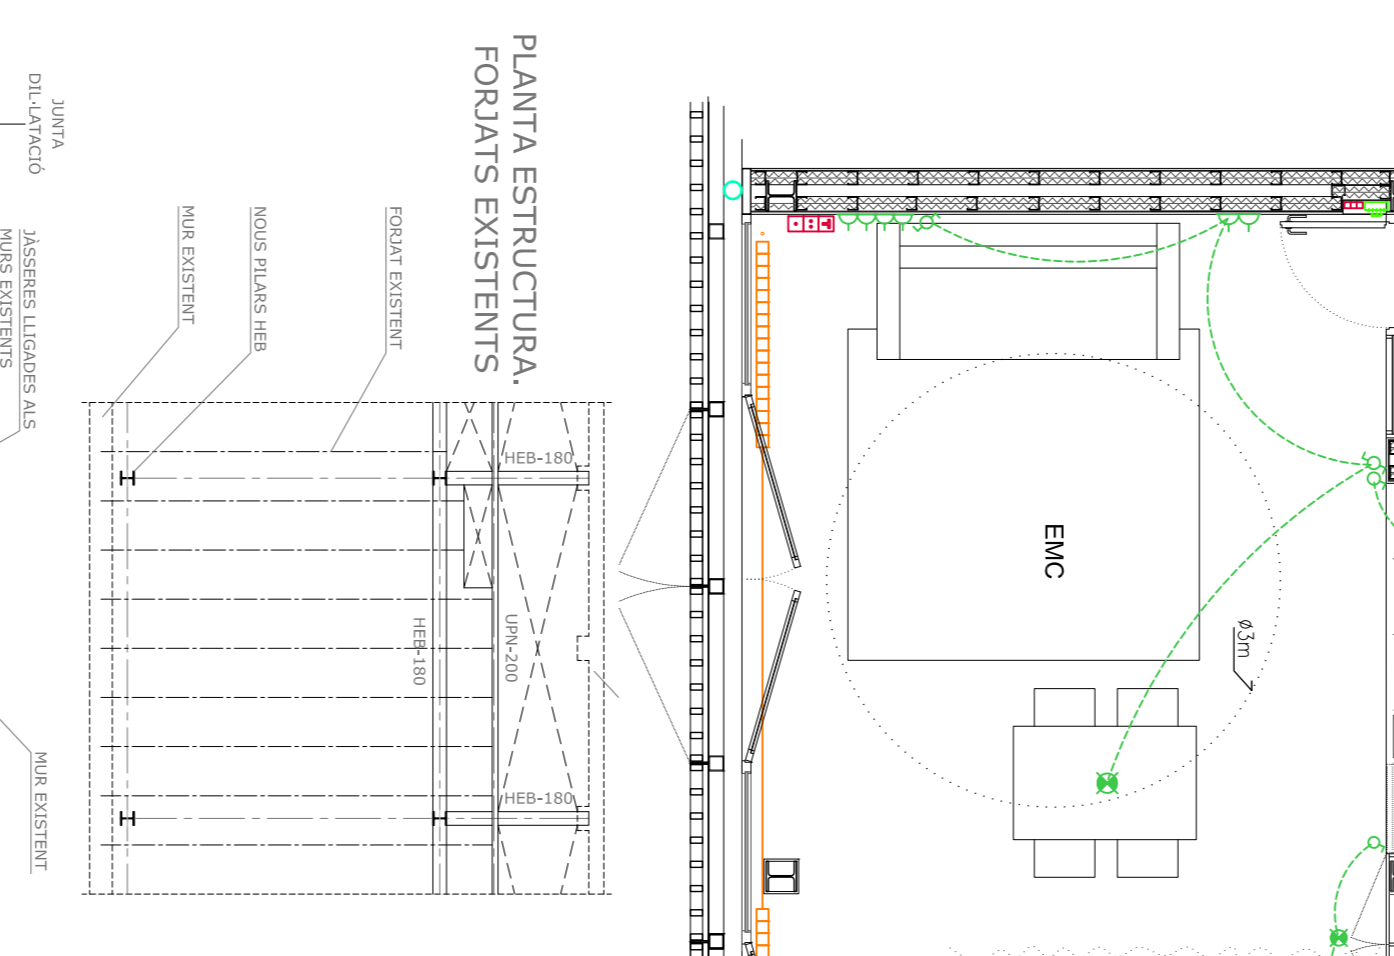 PLANTA ESTRUCTURA.
FORJATS EXISTENTS
JUNTA
DIL·LATACIÓ
JÀSSERES LLIGADES ALS
MURS EXISTENTS
MUR EXISTENT
NOUS PILARS HEB
FORJAT EXISTENT
HEB-180
HEB-180
UPN-200
HEB-180
MUR EXISTENT
EMC
ø3m